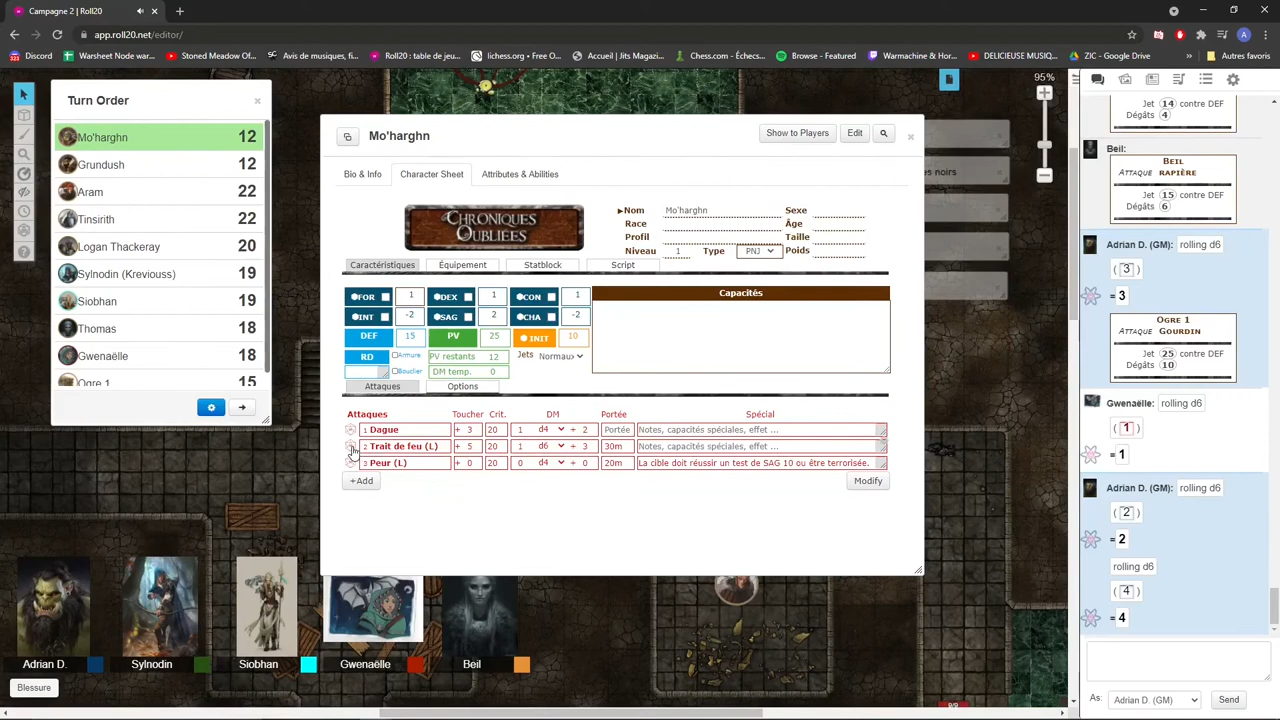 Campagne 2 |
app.roll20.net/editor/
Discord
Warsheet Node war...
Stoned Meadow Of...
Avis de musiques, fi...
Roll20 : table de jeu...
lichess.org • Free O...
Accueil | Jits Magazi...
Chess.com - Échecs...
Browse - Featured
Warmachine & Hor...
DELICIEUSE MUSIQ...
ZIC - Google Drive
Autres favoris
95%
Turn Order
Mo'harghn 12
Grundush 12
Aram 22
Tinsirith 22
Logan Thackeray 20
Sylnodin (Kreviouss) 19
Siobhan 19
Thomas 18
Gwenaëlle 18
Ogre 1 15
Mo'harghn
Show to Players
Edit
Bio & Info
Character Sheet
Attributes & Abilities
CHRONIQUES
OUBLIÉES
Nom Mo'harghn Sexe
Race Âge
Profil Taille
Niveau 1 Type PNJ Poids
Caractéristiques Équipement Statblock Script
FOR 1 DEX 1 CON 1
INT -2 SAG 2 CHA -2
DEF 15 PV 25 INIT 10
RD Armure PV restants 12 Jets Normaux
Bouclier DM temp. 0
Capacités
Attaques Options
Attaques Toucher Crit. DM Portée Spécial
1 Dague + 3 20 1 d4 + 2 Portée Notes, capacités spéciales, effet ...
2 Trait de feu (L) + 5 20 1 d6 + 3 30m Notes, capacités spéciales, effet ...
3 Peur (L) + 0 20 0 d4 + 0 20m La cible doit réussir un test de SAG 10 ou être terrorisée.
+Add
Modify
es noirs
Adrian D.
Sylnodin
Siobhan
Gwenaëlle
Beil
Blessure
Jet 14 contre DEF
Dégâts 4
Beil:
BEIL
ATTAQUE RAPIÈRE
Jet 15 contre DEF
Dégâts 6
Adrian D. (GM): rolling d6
(3)
= 3
OGRE 1
ATTAQUE GOURDIN
Jet 25 contre DEF
Dégâts 10
Gwenaëlle: rolling d6
(1)
= 1
Adrian D. (GM): rolling d6
(2)
= 2
rolling d6
(4)
= 4
As: Adrian D. (GM)
Send